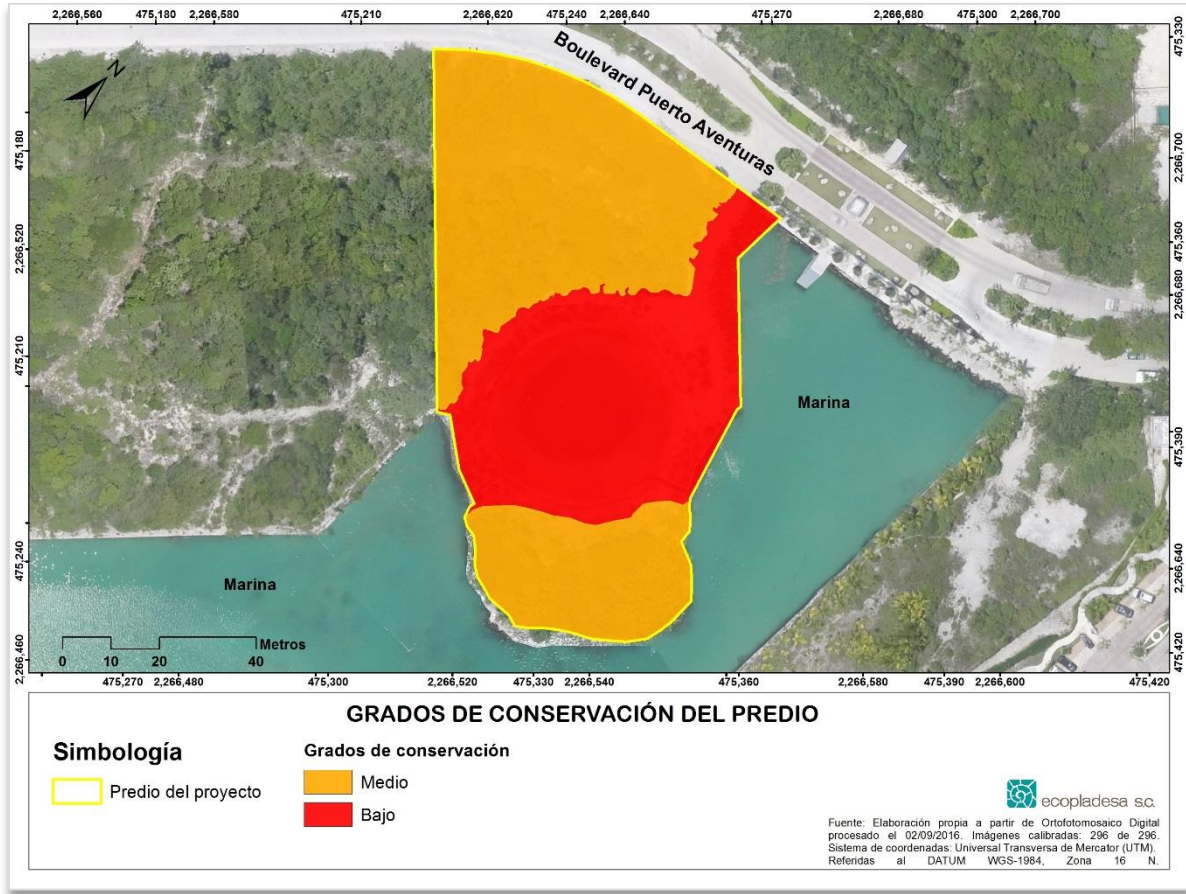 2,266,560 475,180 2,266,580 475,210 2,266,620 475,240 2,266,640 475,270 2,266,680 475,300 2,266,700
475,330
N
Boulevard Puerto Aventuras
475,180
2,266,700
2,266,520
475,360
2,266,680
475,210
Marina
475,390
475,240
2,266,640
Marina
Metros
0 10 20 40
2,266,460
475,420
475,270 2,266,480 475,300 2,266,520 475,330 2,266,540 475,360 2,266,580 475,390 2,266,600 475,420
GRADOS DE CONSERVACIÓN DEL PREDIO
Simbología
Predio del proyecto
Grados de conservación
Medio
Bajo
ecopladesa s.c.
Fuente: Elaboración propia a partir de Ortofotomosaico Digital
procesado el 02/09/2016. Imágenes calibradas: 296 de 296.
Sistema de coordenadas: Universal Transversa de Mercator (UTM).
Referidas al DATUM WGS-1984, Zona 16 N.